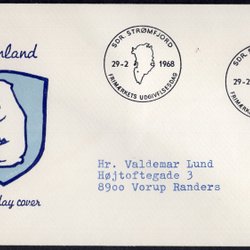 nland
SDR. STRØMFJORD
29-2 1968
FRIMÆRKETS UDGIVELSESDAG
29-2
Hr. Valdemar Lund
Højtoftegade 3
8900 Vorup Randers
day cover